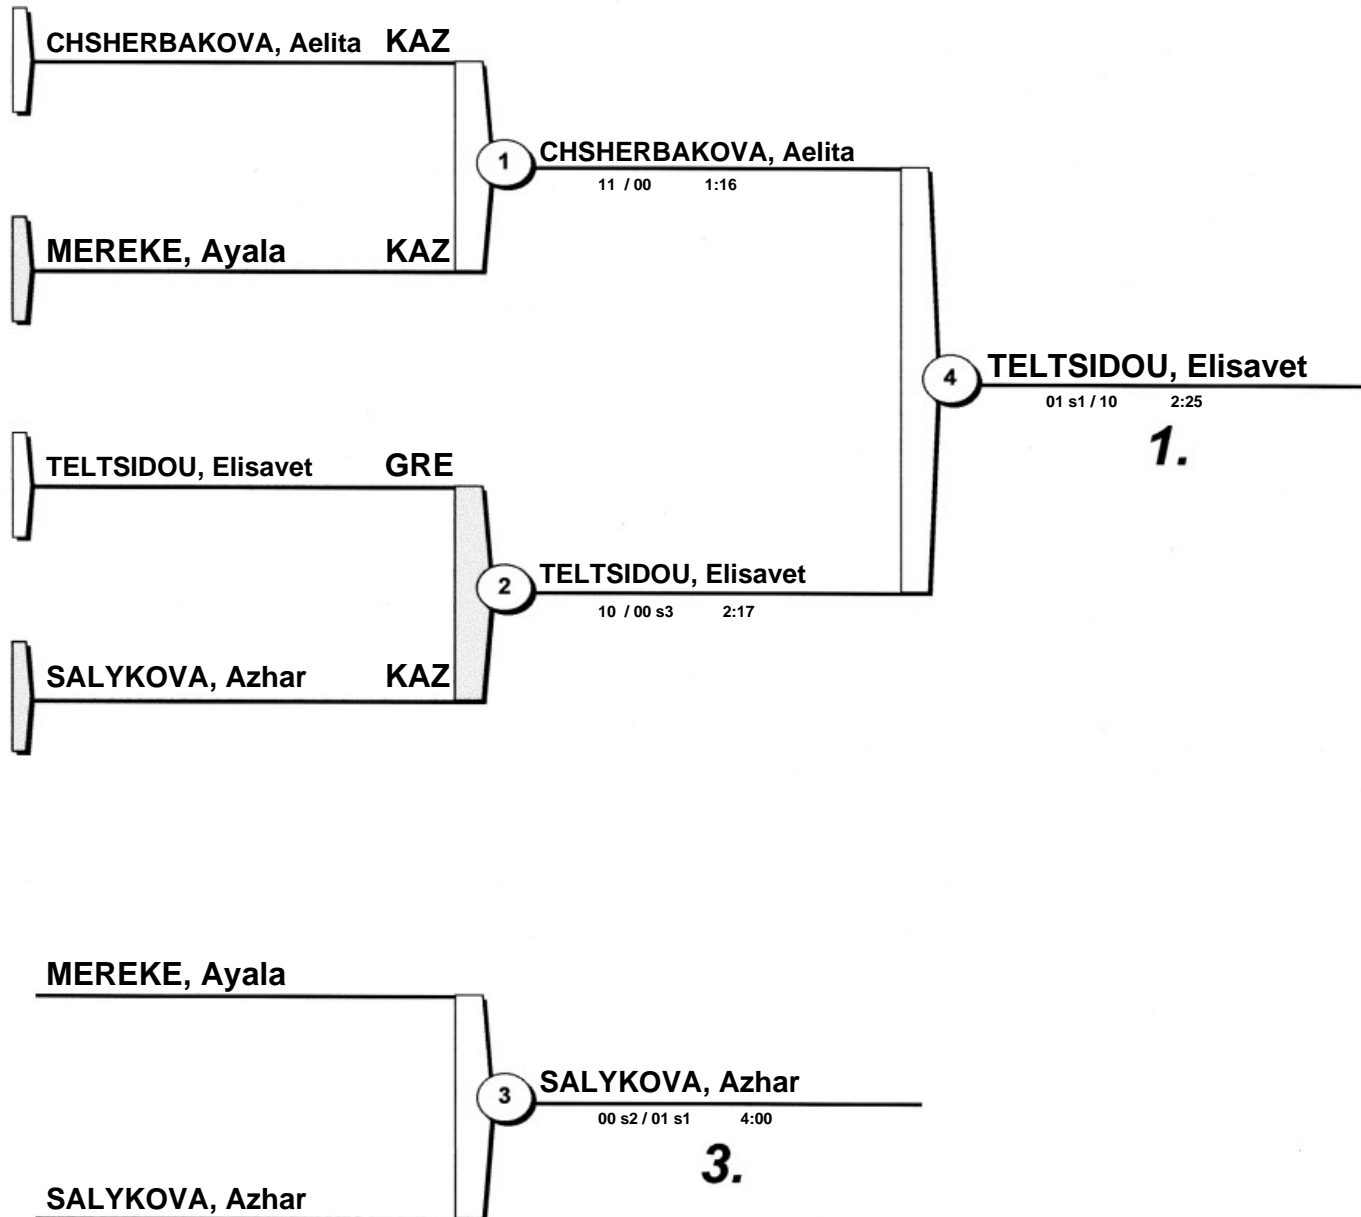 CHSHERBAKOVA, Aelita KAZ
1 CHSHERBAKOVA, Aelita
11 / 00 1:16
MEREKE, Ayala KAZ
4 TELTSIDOU, Elisavet
01 s1 / 10 2:25
1.
TELTSIDOU, Elisavet GRE
2 TELTSIDOU, Elisavet
10 / 00 s3 2:17
SALYKOVA, Azhar KAZ
MEREKE, Ayala
3 SALYKOVA, Azhar
00 s2 / 01 s1 4:00
3.
SALYKOVA, Azhar